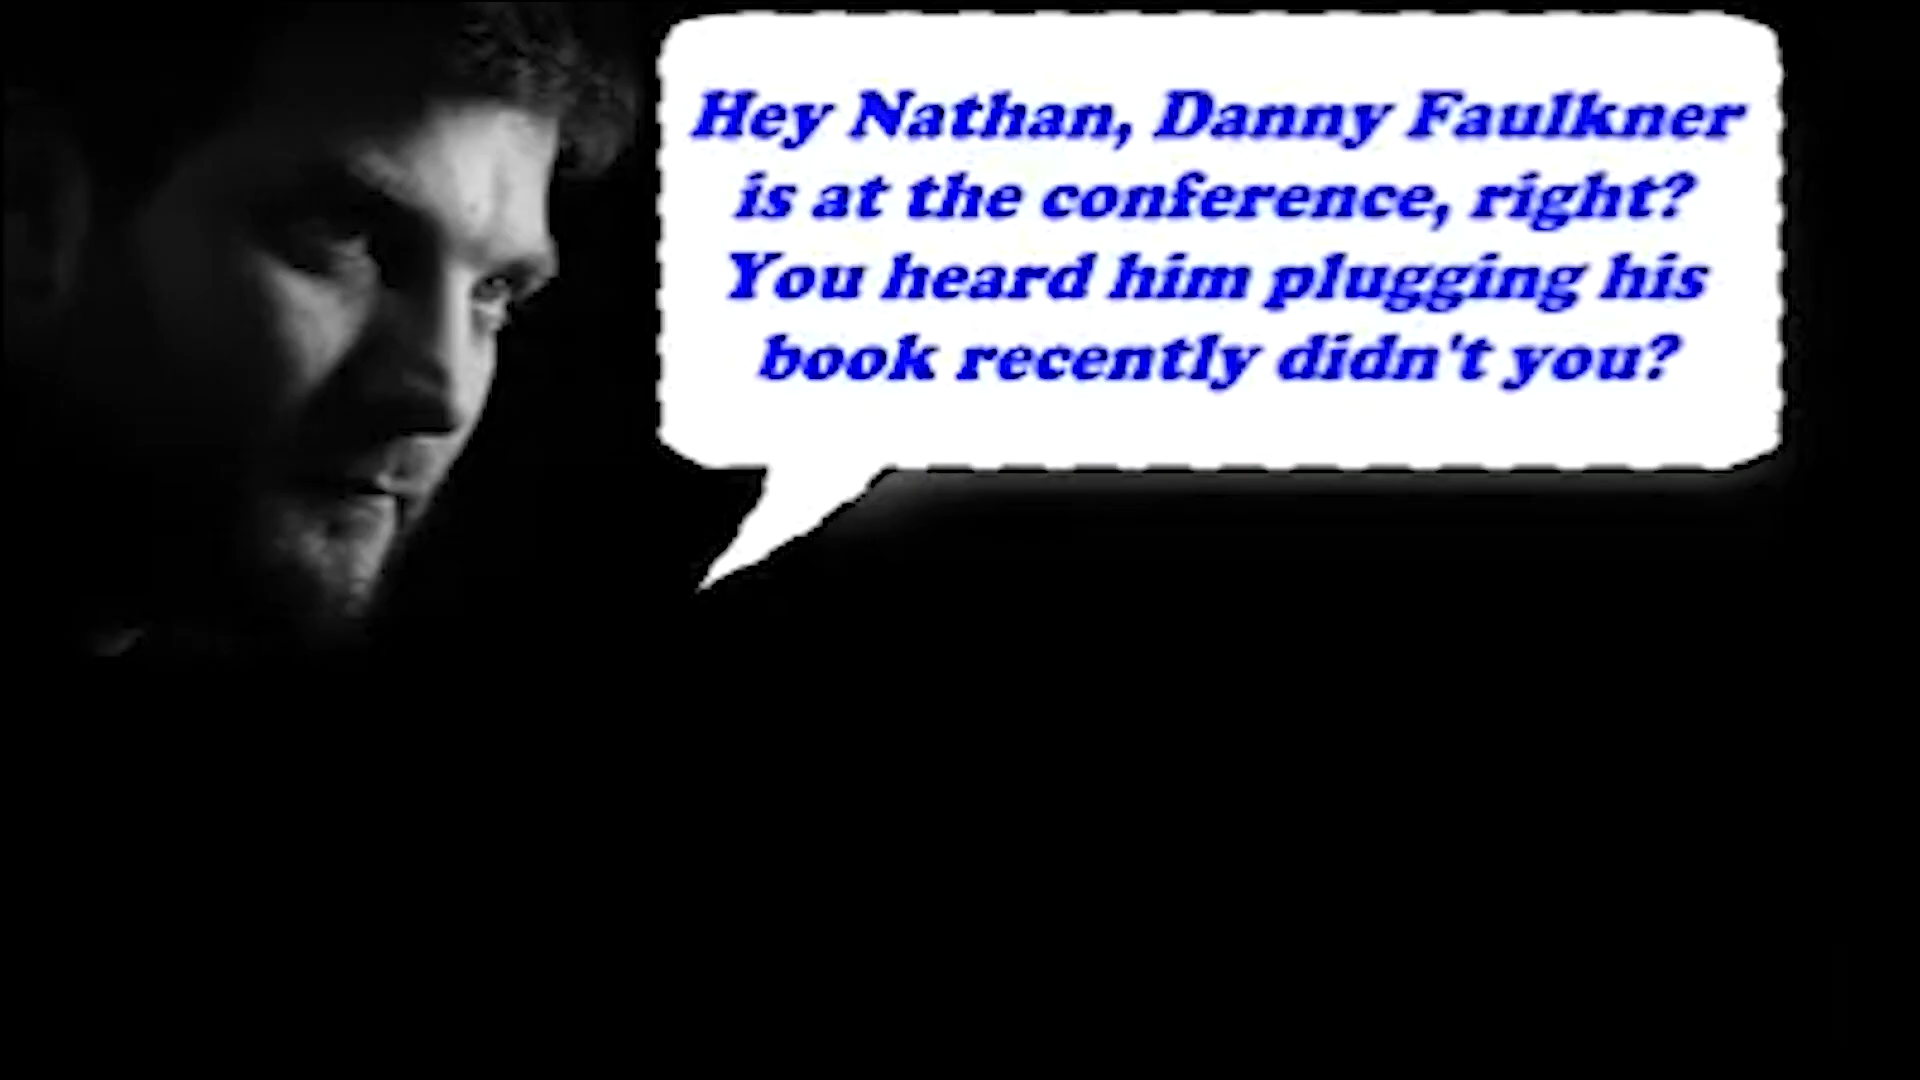 Hey Nathan, Danny Faulkner
is at the conference, right?
You heard him plugging his
book recently didn't you?